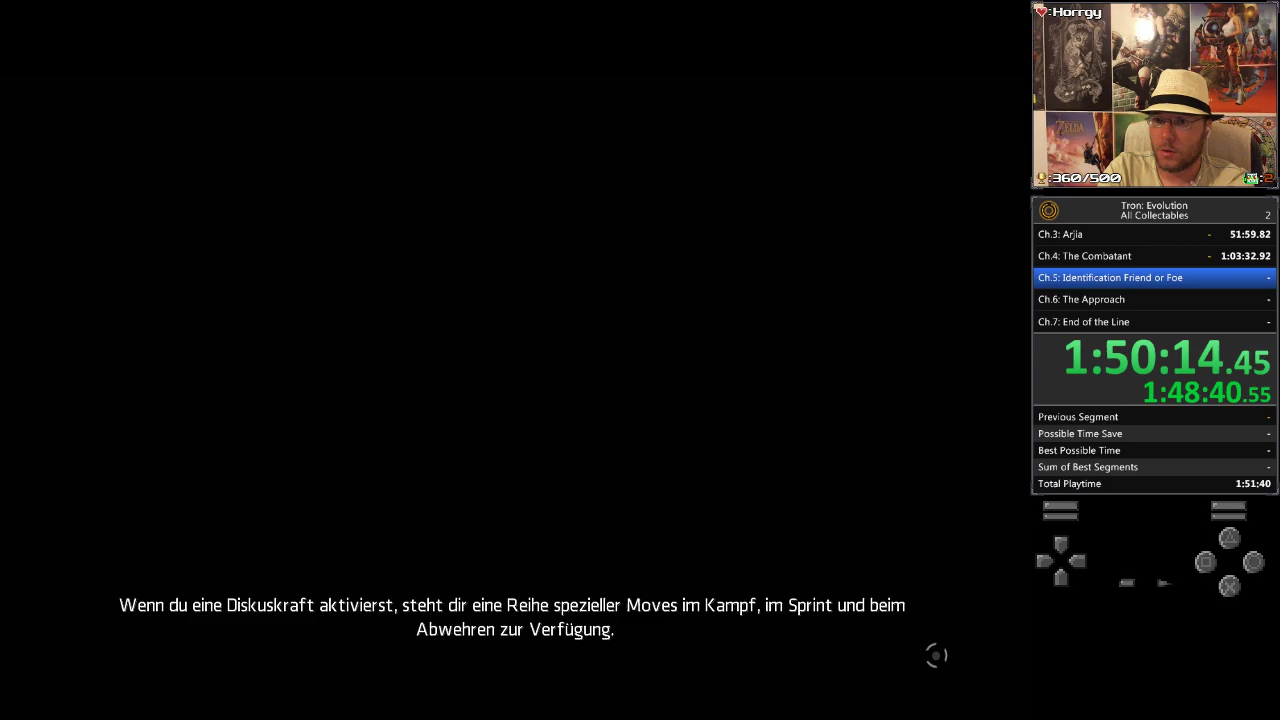 :Horrgy
ZELDA
:360/500
:2
Tron: Evolution
All Collectables
2
Ch.3: Arjia - 51:59.82
Ch.4: The Combatant - 1:03:32.92
Ch.5: Identification Friend or Foe -
Ch.6: The Approach -
Ch.7: End of the Line -
1:50:14.45
1:48:40.55
Previous Segment -
Possible Time Save -
Best Possible Time -
Sum of Best Segments -
Total Playtime 1:51:40
Wenn du eine Diskuskraft aktivierst, steht dir eine Reihe spezieller Moves im Kampf, im Sprint und beim
Abwehren zur Verfügung.